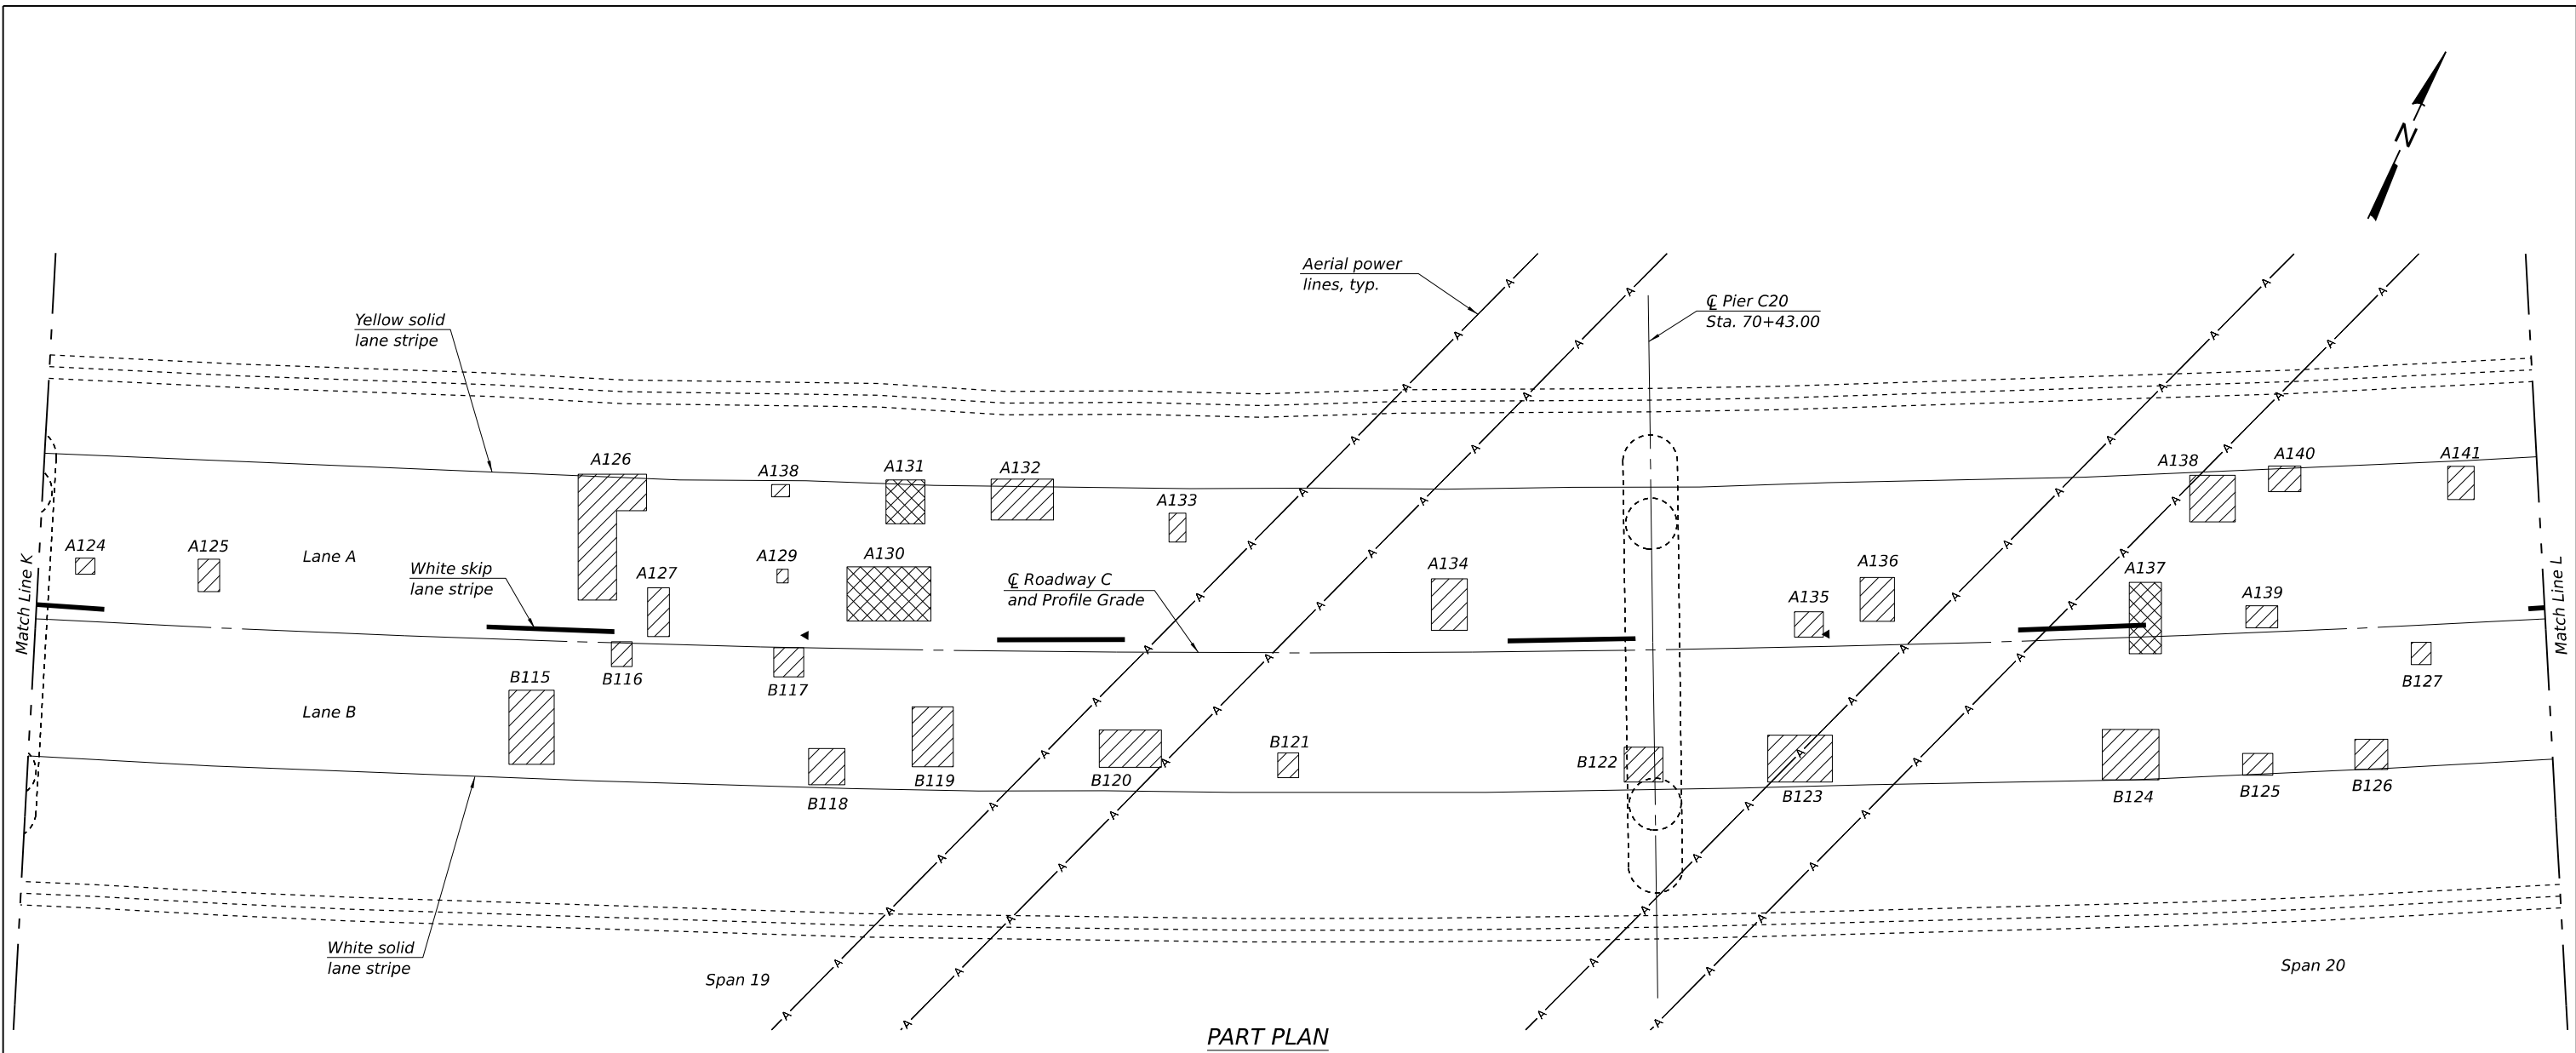 N
Aerial power
lines, typ.
℄ Pier C20
Sta. 70+43.00
Yellow solid
lane stripe
A126
A138
A131
A132
A133
A138
A140
A141
A124
A125
Lane A
White skip
lane stripe
A127
A129
A130
℄ Roadway C
and Profile Grade
A134
A135
A136
A137
A139
Match Line K
Match Line L
B115
B116
B117
Lane B
B118
B119
B120
B121
B122
B123
B124
B125
B126
B127
White solid
lane stripe
Span 19
Span 20
A A A A A A A A A A A A A A A
A A A A A A A A A A A A A A A
A A A A A A A A A A A A A A A
A A A A A A A A A A A A A A A
PART PLAN